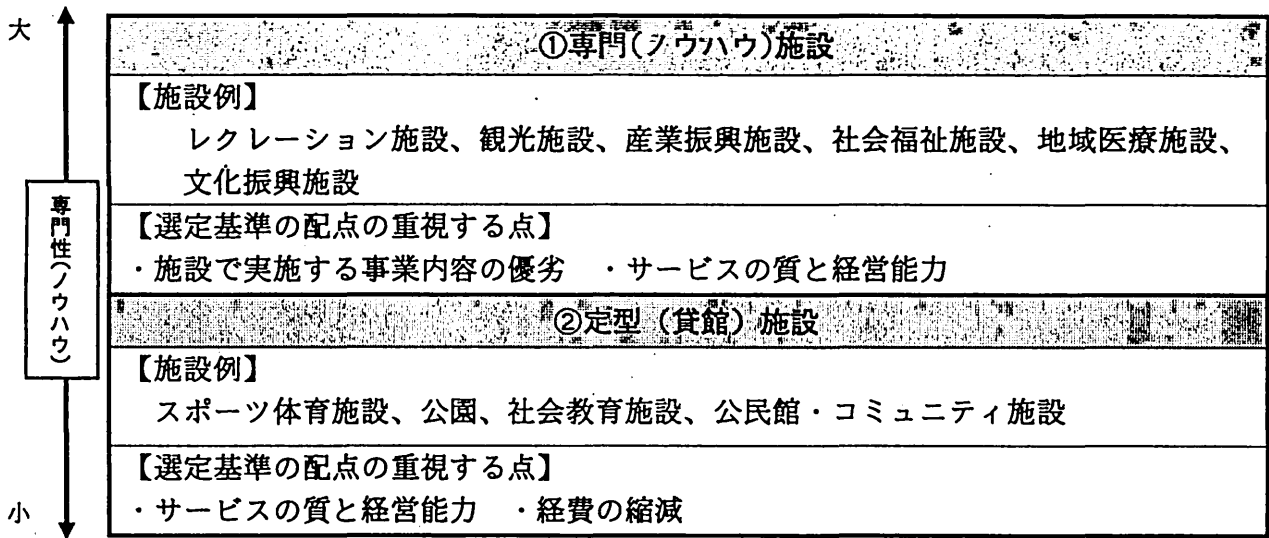 大
①専門(ノウハウ)施設
【施設例】
レクレーション施設、観光施設、産業振興施設、社会福祉施設、地域医療施設、
文化振興施設
【選定基準の配点の重視する点】
・施設で実施する事業内容の優劣　・サービスの質と経営能力
専門性(ノウハウ)
②定型（貸館）施設
【施設例】
スポーツ体育施設、公園、社会教育施設、公民館・コミュニティ施設
【選定基準の配点の重視する点】
・サービスの質と経営能力　・経費の縮減
小